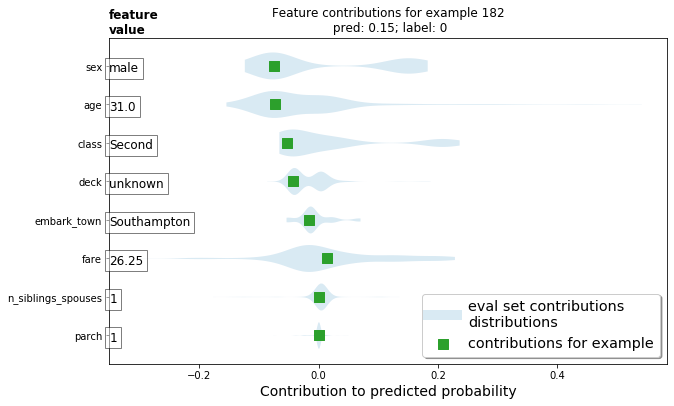 feature
value
Feature contributions for example 182
pred: 0.15; label: 0
sex male
age 31.0
class Second
deck unknown
embark_town Southampton
fare 26.25
n_siblings_spouses 1
parch 1
eval set contributions
distributions
contributions for example
−0.2 0.0 0.2 0.4
Contribution to predicted probability